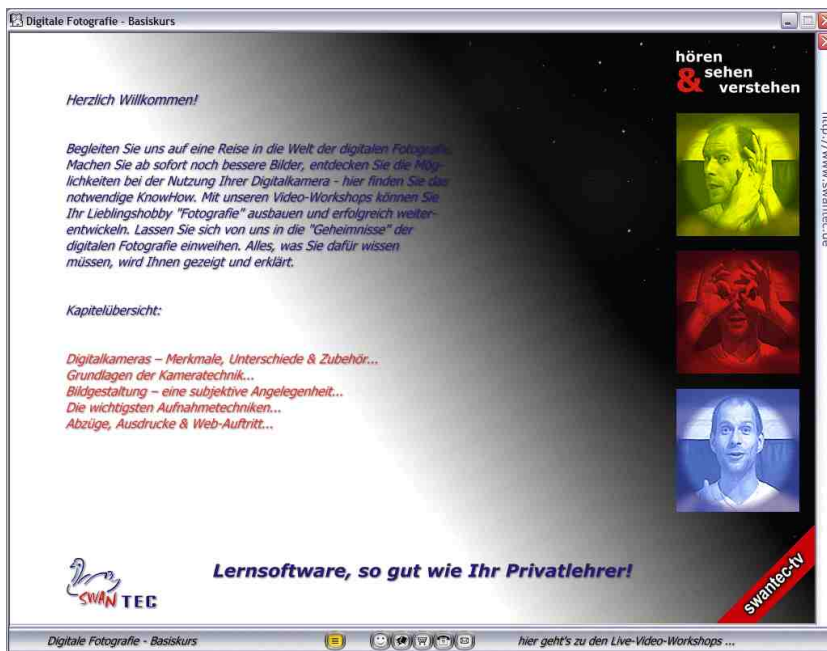 Digitale Fotografie - Basiskurs
hören
& sehen
verstehen
http://www.swantec.de
Herzlich Willkommen!
Begleiten Sie uns auf eine Reise in die Welt der digitalen Fotografie.
Machen Sie ab sofort noch bessere Bilder, entdecken Sie die Mög-
lichkeiten bei der Nutzung Ihrer Digitalkamera - hier finden Sie das
notwendige KnowHow. Mit unseren Video-Workshops können Sie
Ihr Lieblingshobby "Fotografie" ausbauen und erfolgreich weiter-
entwickeln. Lassen Sie sich von uns in die "Geheimnisse" der
digitalen Fotografie einweihen. Alles, was Sie dafür wissen
müssen, wird Ihnen gezeigt und erklärt.
Kapitelübersicht:
Digitalkameras – Merkmale, Unterschiede & Zubehör...
Grundlagen der Kameratechnik...
Bildgestaltung – eine subjektive Angelegenheit...
Die wichtigsten Aufnahmetechniken...
Abzüge, Ausdrucke & Web-Auftritt...
SWAN TEC
Lernsoftware, so gut wie Ihr Privatlehrer!
swantec-tv
Digitale Fotografie - Basiskurs
hier geht's zu den Live-Video-Workshops ...